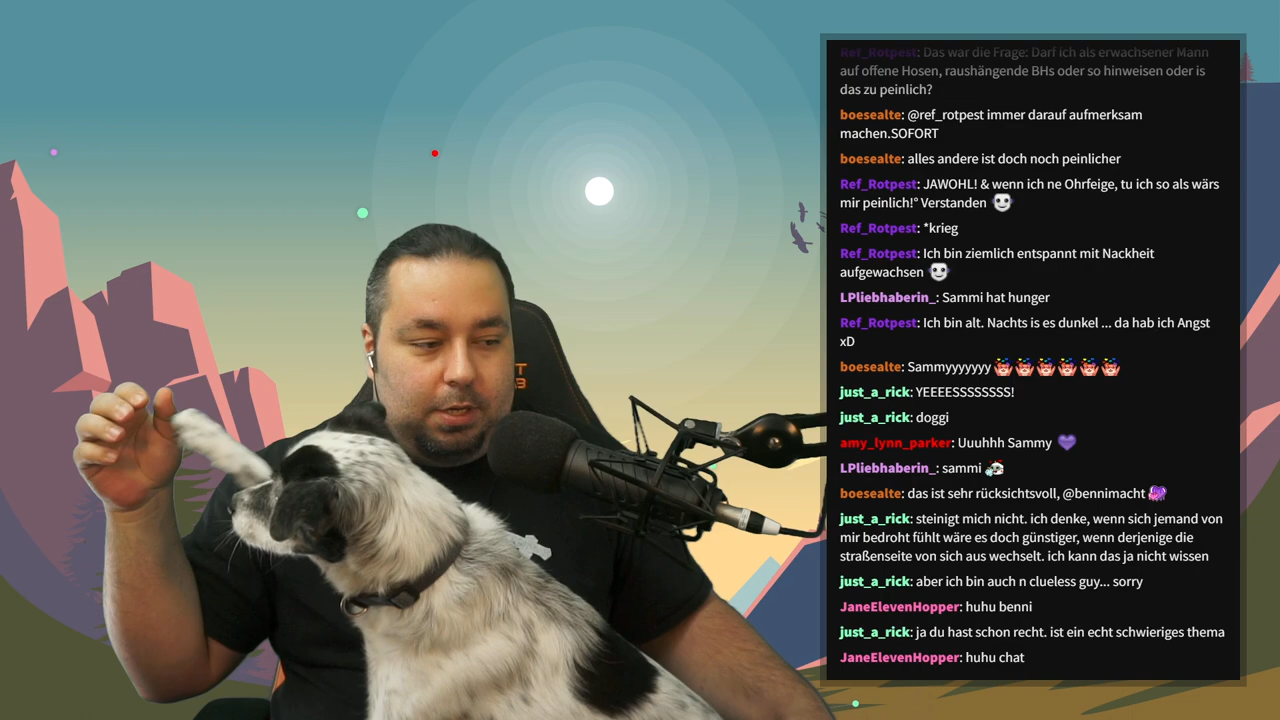 Ref_Rotpest: Das war die Frage: Darf ich als erwachsener Mann
auf offene Hosen, raushängende BHs oder so hinweisen oder is
das zu peinlich?
boesealte: @ref_rotpest immer darauf aufmerksam
machen.SOFORT
boesealte: alles andere ist doch noch peinlicher
Ref_Rotpest: JAWOHL! & wenn ich ne Ohrfeige, tu ich so als wärs
mir peinlich!° Verstanden
Ref_Rotpest: *krieg
Ref_Rotpest: Ich bin ziemlich entspannt mit Nackheit
aufgewachsen
LPliebhaberin_: Sammi hat hunger
Ref_Rotpest: Ich bin alt. Nachts is es dunkel ... da hab ich Angst
xD
boesealte: Sammyyyyyyy
just_a_rick: YEEEESSSSSSSS!
just_a_rick: doggi
amy_lynn_parker: Uuuhhh Sammy
LPliebhaberin_: sammi
boesealte: das ist sehr rücksichtsvoll, @bennimacht
just_a_rick: steinigt mich nicht. ich denke, wenn sich jemand von
mir bedroht fühlt wäre es doch günstiger, wenn derjenige die
straßenseite von sich aus wechselt. ich kann das ja nicht wissen
just_a_rick: aber ich bin auch n clueless guy... sorry
JaneElevenHopper: huhu benni
just_a_rick: ja du hast schon recht. ist ein echt schwieriges thema
JaneElevenHopper: huhu chat